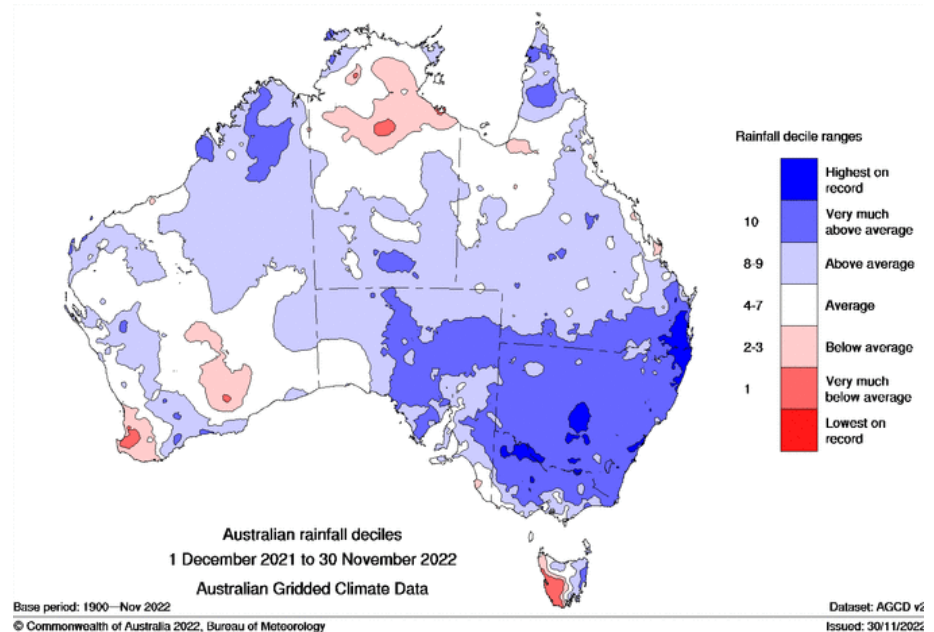 Rainfall decile ranges
Highest on
record
10
Very much
above average
8-9
Above average
4-7
Average
2-3
Below average
1
Very much
below average
Lowest on
record
Australian rainfall deciles
1 December 2021 to 30 November 2022
Australian Gridded Climate Data
Base period: 1900—Nov 2022
Dataset: AGCD v2
© Commonwealth of Australia 2022, Bureau of Meteorology
Issued: 30/11/2022